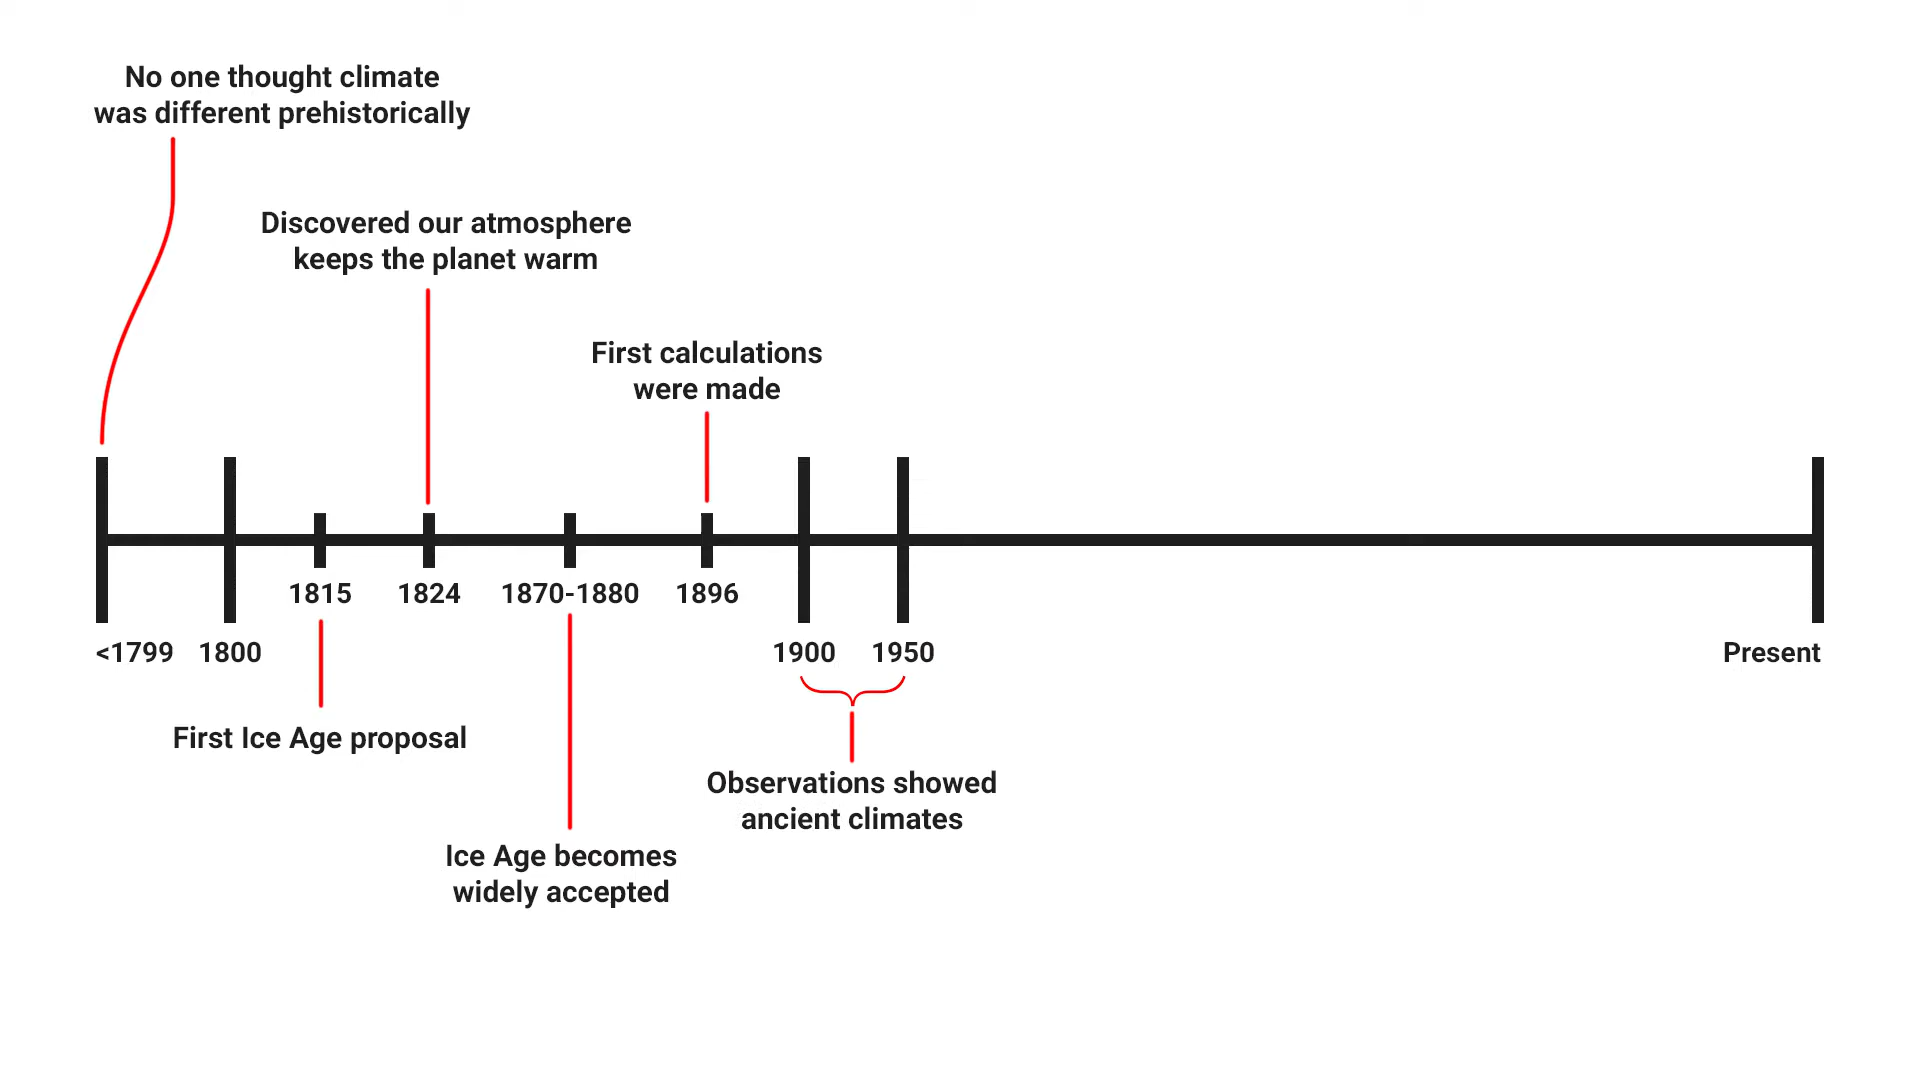 No one thought climate
was different prehistorically
Discovered our atmosphere
keeps the planet warm
First calculations
were made
1815
1824
1870-1880
1896
<1799
1800
1900
1950
Present
First Ice Age proposal
Observations showed
ancient climates
Ice Age becomes
widely accepted